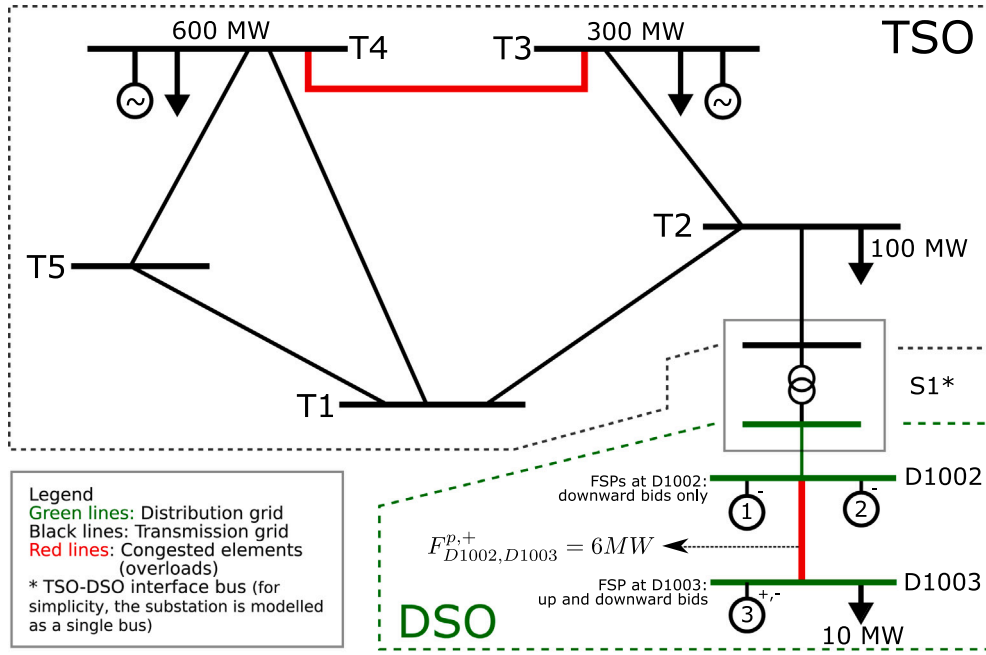 600 MW
T4
T3
300 MW
TSO
~
~
T2
100 MW
T5
T1
S1*
Legend
Green lines: Distribution grid
Black lines: Transmission grid
Red lines: Congested elements
(overloads)
* TSO-DSO interface bus (for
simplicity, the substation is modelled
as a single bus)
FSPs at D1002:
downward bids only
1
-
2
-
D1002
F^{p,+}_{D1002,D1003} = 6MW
FSP at D1003:
up and downward bids
3
+,-
D1003
10 MW
DSO